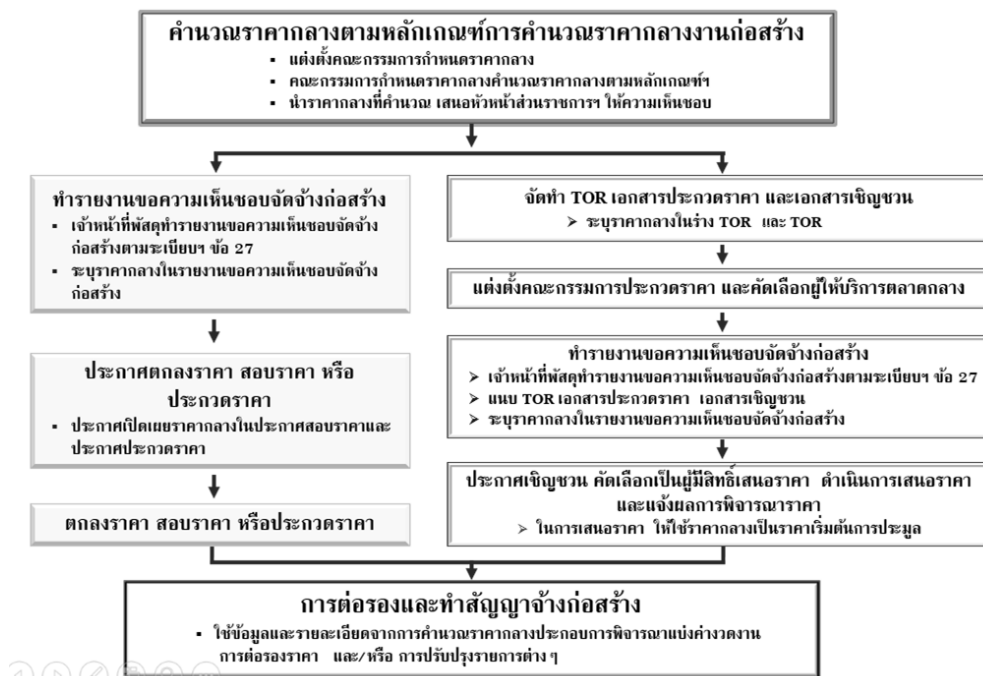 คำนวณราคากลางตามหลักเกณฑ์การคำนวณราคากลางงานก่อสร้าง
▪ แต่งตั้งคณะกรรมการกำหนดราคากลาง
▪ คณะกรรมการกำหนดราคากลางคำนวณราคากลางตามหลักเกณฑ์ฯ
▪ นำราคากลางที่คำนวณ เสนอหัวหน้าส่วนราชการฯ ให้ความเห็นชอบ
ทำรายงานขอความเห็นชอบจัดจ้างก่อสร้าง
▪ เจ้าหน้าที่พัสดุทำรายงานขอความเห็นชอบจัดจ้าง
ก่อสร้างตามระเบียบฯ ข้อ 27
▪ ระบุราคากลางในรายงานขอความเห็นชอบจัดจ้าง
ก่อสร้าง
ประกาศตกลงราคา สอบราคา หรือ
ประกวดราคา
▪ ประกาศเปิดเผยราคากลางในประกาศสอบราคาและ
ประกาศประกวดราคา
ตกลงราคา สอบราคา หรือประกวดราคา
จัดทำ TOR เอกสารประกวดราคา และเอกสารเชิญชวน
➢ ระบุราคากลางในร่าง TOR และ TOR
แต่งตั้งคณะกรรมการประกวดราคา และคัดเลือกผู้ให้บริการตลาดกลาง
ทำรายงานขอความเห็นชอบจัดจ้างก่อสร้าง
➢ เจ้าหน้าที่พัสดุทำรายงานขอความเห็นชอบจัดจ้างก่อสร้างตามระเบียบฯ ข้อ 27
➢ แนบ TOR เอกสารประกวดราคา เอกสารเชิญชวน
➢ ระบุราคากลางในรายงานขอความเห็นชอบจัดจ้างก่อสร้าง
ประกาศเชิญชวน คัดเลือกเป็นผู้มีสิทธิ์เสนอราคา ดำเนินการเสนอราคา
และแจ้งผลการพิจารณาราคา
➢ ในการเสนอราคา ให้ใช้ราคากลางเป็นราคาเริ่มต้นการประมูล
การต่อรองและทำสัญญาจ้างก่อสร้าง
▪ ใช้ข้อมูลและรายละเอียดจากการคำนวณราคากลางประกอบการพิจารณาแบ่งค่างวดงาน
การต่อรองราคา และ/หรือ การปรับปรุงรายการต่าง ๆ